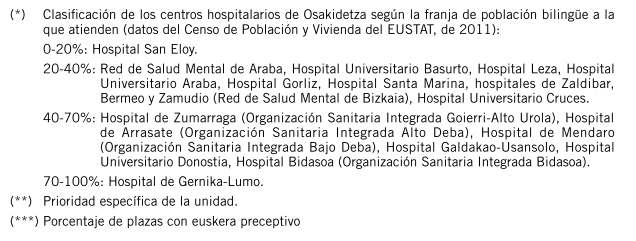 (*) Clasificación de los centros hospitalarios de Osakidetza según la franja de población bilingüe a la
que atienden (datos del Censo de Población y Vivienda del EUSTAT, de 2011):
0-20%: Hospital San Eloy.
20-40%: Red de Salud Mental de Araba, Hospital Universitario Basurto, Hospital Leza, Hospital
Universitario Araba, Hospital Gorliz, Hospital Santa Marina, hospitales de Zaldibar,
Bermeo y Zamudio (Red de Salud Mental de Bizkaia), Hospital Universitario Cruces.
40-70%: Hospital de Zumarraga (Organización Sanitaria Integrada Goierri-Alto Urola), Hospital
de Arrasate (Organización Sanitaria Integrada Alto Deba), Hospital de Mendaro
(Organización Sanitaria Integrada Bajo Deba), Hospital Galdakao-Usansolo, Hospital
Universitario Donostia, Hospital Bidasoa (Organización Sanitaria Integrada Bidasoa).
70-100%: Hospital de Gernika-Lumo.
(**) Prioridad específica de la unidad.
(***) Porcentaje de plazas con euskera preceptivo